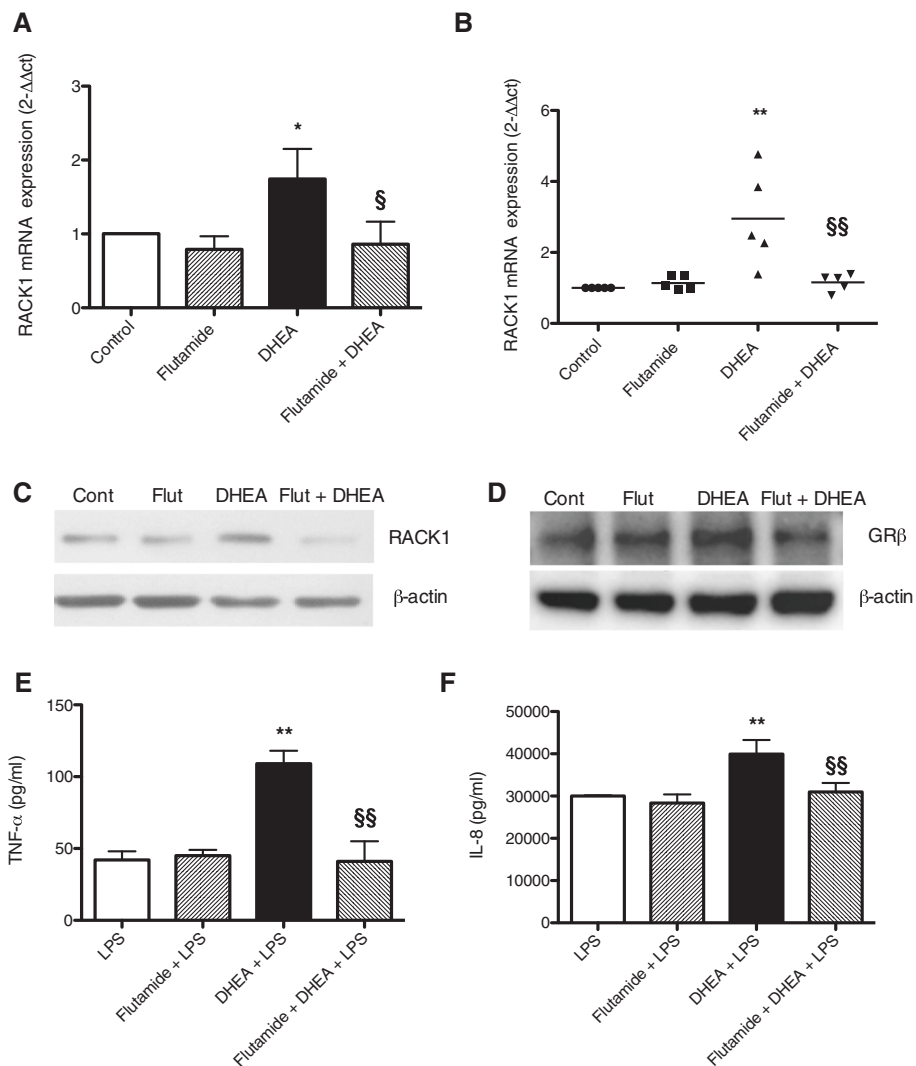 A
RACK1 mRNA expression (2-ΔΔct)
3
2
1
0
*
§
Control
Flutamide
DHEA
Flutamide + DHEA
B
RACK1 mRNA expression (2-ΔΔct)
6
4
2
0
**
§§
Control
Flutamide
DHEA
Flutamide + DHEA
C
Cont Flut DHEA Flut + DHEA
RACK1
β-actin
D
Cont Flut DHEA Flut + DHEA
GRβ
β-actin
E
TNF-α (pg/ml)
150
100
50
0
**
§§
LPS
Flutamide + LPS
DHEA + LPS
Flutamide + DHEA + LPS
F
IL-8 (pg/ml)
50000
40000
30000
20000
10000
0
**
§§
LPS
Flutamide + LPS
DHEA + LPS
Flutamide + DHEA + LPS